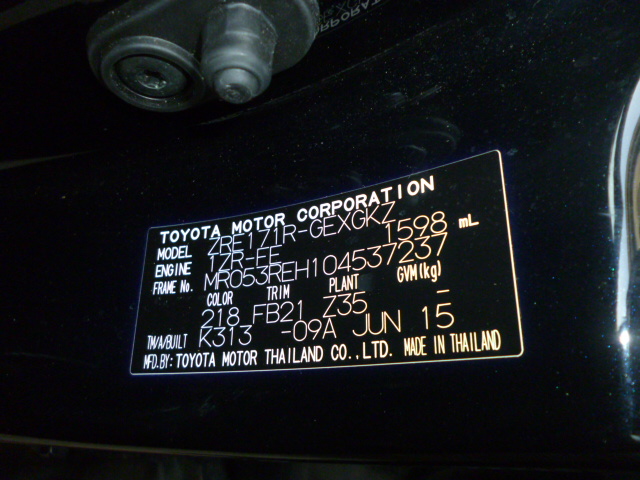 TOYOTA MOTOR CORPORATION
MODEL ZRE171R-GEXGKZ
ENGINE 1ZR-FE 1598 mL
FRAME No. MR053REH104537237
COLOR TRIM PLANT GVM(kg)
218 FB21 Z35 -
T/M/A/BUILT K313 -09A JUN 15
MFD.BY: TOYOTA MOTOR THAILAND CO.,LTD. MADE IN THAILAND